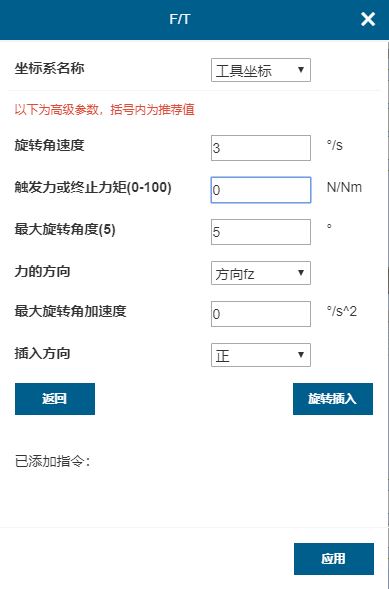 F/T ×
坐标系名称 工具坐标
以下为高级参数，括号内为推荐值
旋转角速度 3 °/s
触发力或终止力矩(0-100) 0 N/Nm
最大旋转角度(5) 5 °
力的方向 方向fz
最大旋转角加速度 0 °/s^2
插入方向 正
返回 旋转插入
已添加指令：
应用